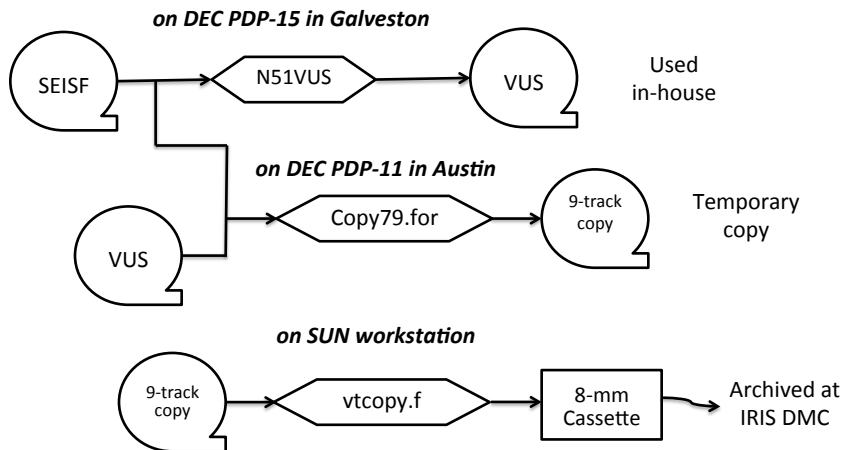 on DEC PDP-15 in Galveston
SEISF
N51VUS
VUS
Used
in-house
on DEC PDP-11 in Austin
VUS
Copy79.for
9-track
copy
Temporary
copy
on SUN workstation
9-track
copy
vtcopy.f
8-mm
Cassette
Archived at
IRIS DMC